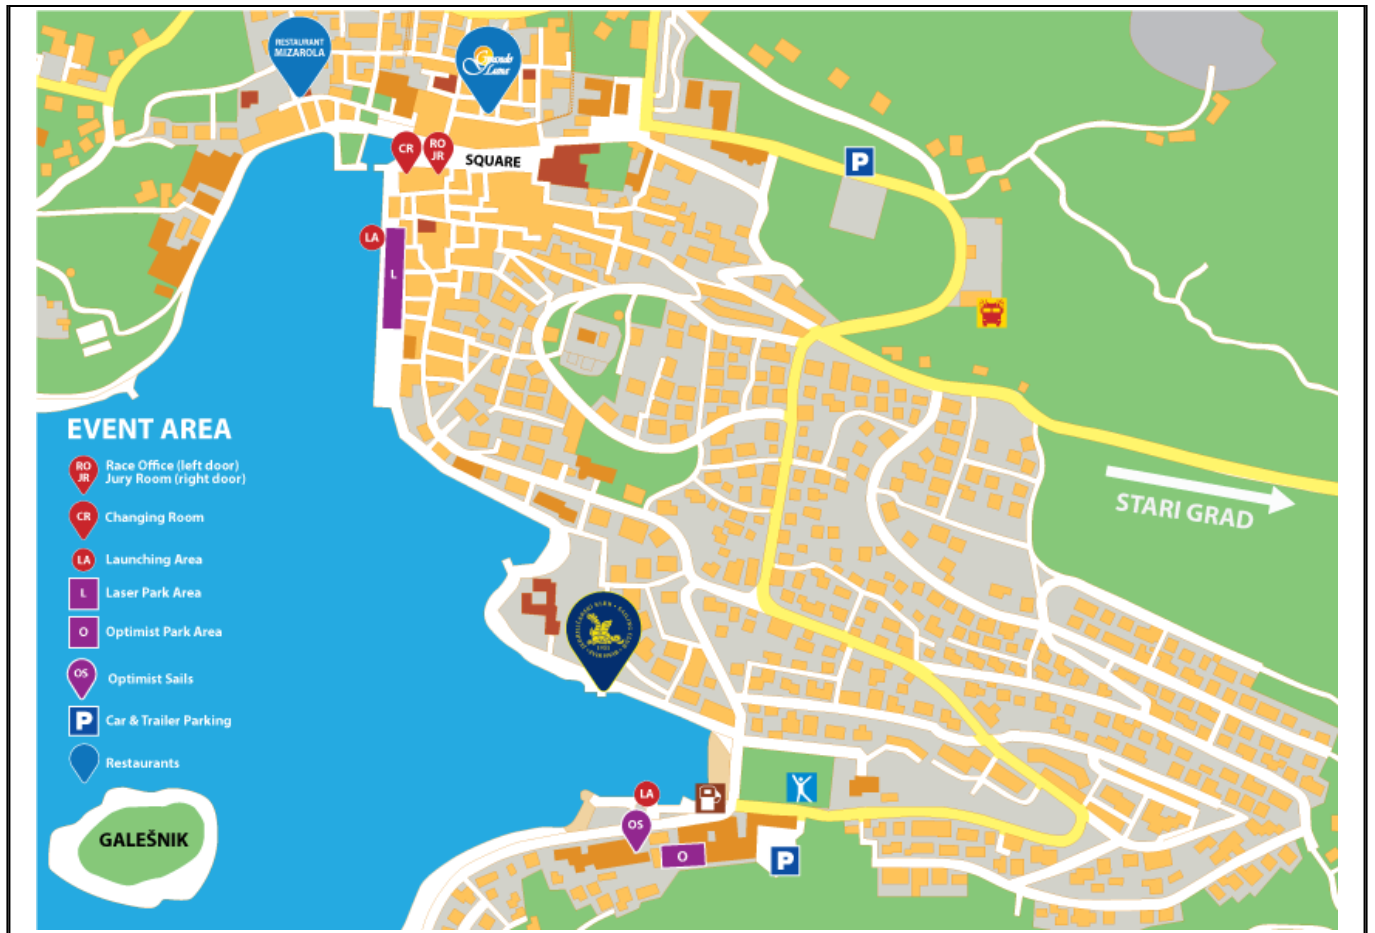 RESTAURANT
MIZAROLA
Grande
Luna
CR
RO
JR
SQUARE
P
LA
L
EVENT AREA
RO
JR
Race Office (left door)
Jury Room (right door)
CR
Changing Room
LA
Launching Area
L
Laser Park Area
O
Optimist Park Area
OS
Optimist Sails
P
Car & Trailer Parking
Restaurants
STARI GRAD
LA
OS
O
P
GALEŠNIK